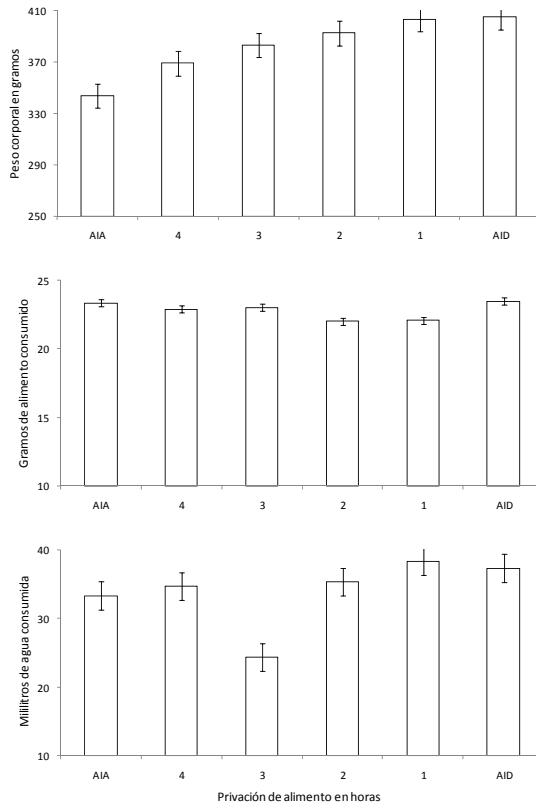 Peso corporal en gramos
410
370
330
290
250
AIA 4 3 2 1 AID
Gramos de alimento consumido
25
20
15
10
AIA 4 3 2 1 AID
Mililitros de agua consumida
40
30
20
10
AIA 4 3 2 1 AID
Privación de alimento en horas